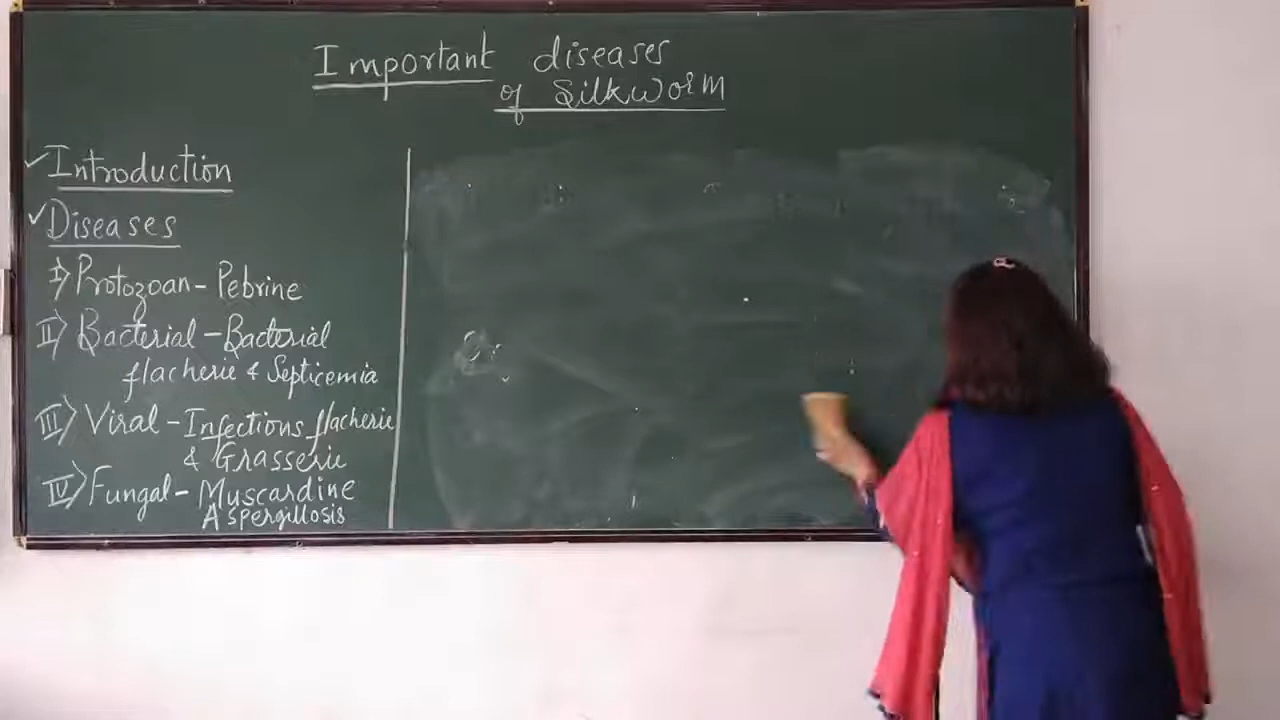 Important diseases
of Silkworm
✓Introduction
✓Diseases
I) Protozoan - Pebrine
II) Bacterial - Bacterial
flacherie & Septicemia
III) Viral - Infections flacherie
& Grasserie
IV) Fungal - Muscardine
Aspergillosis